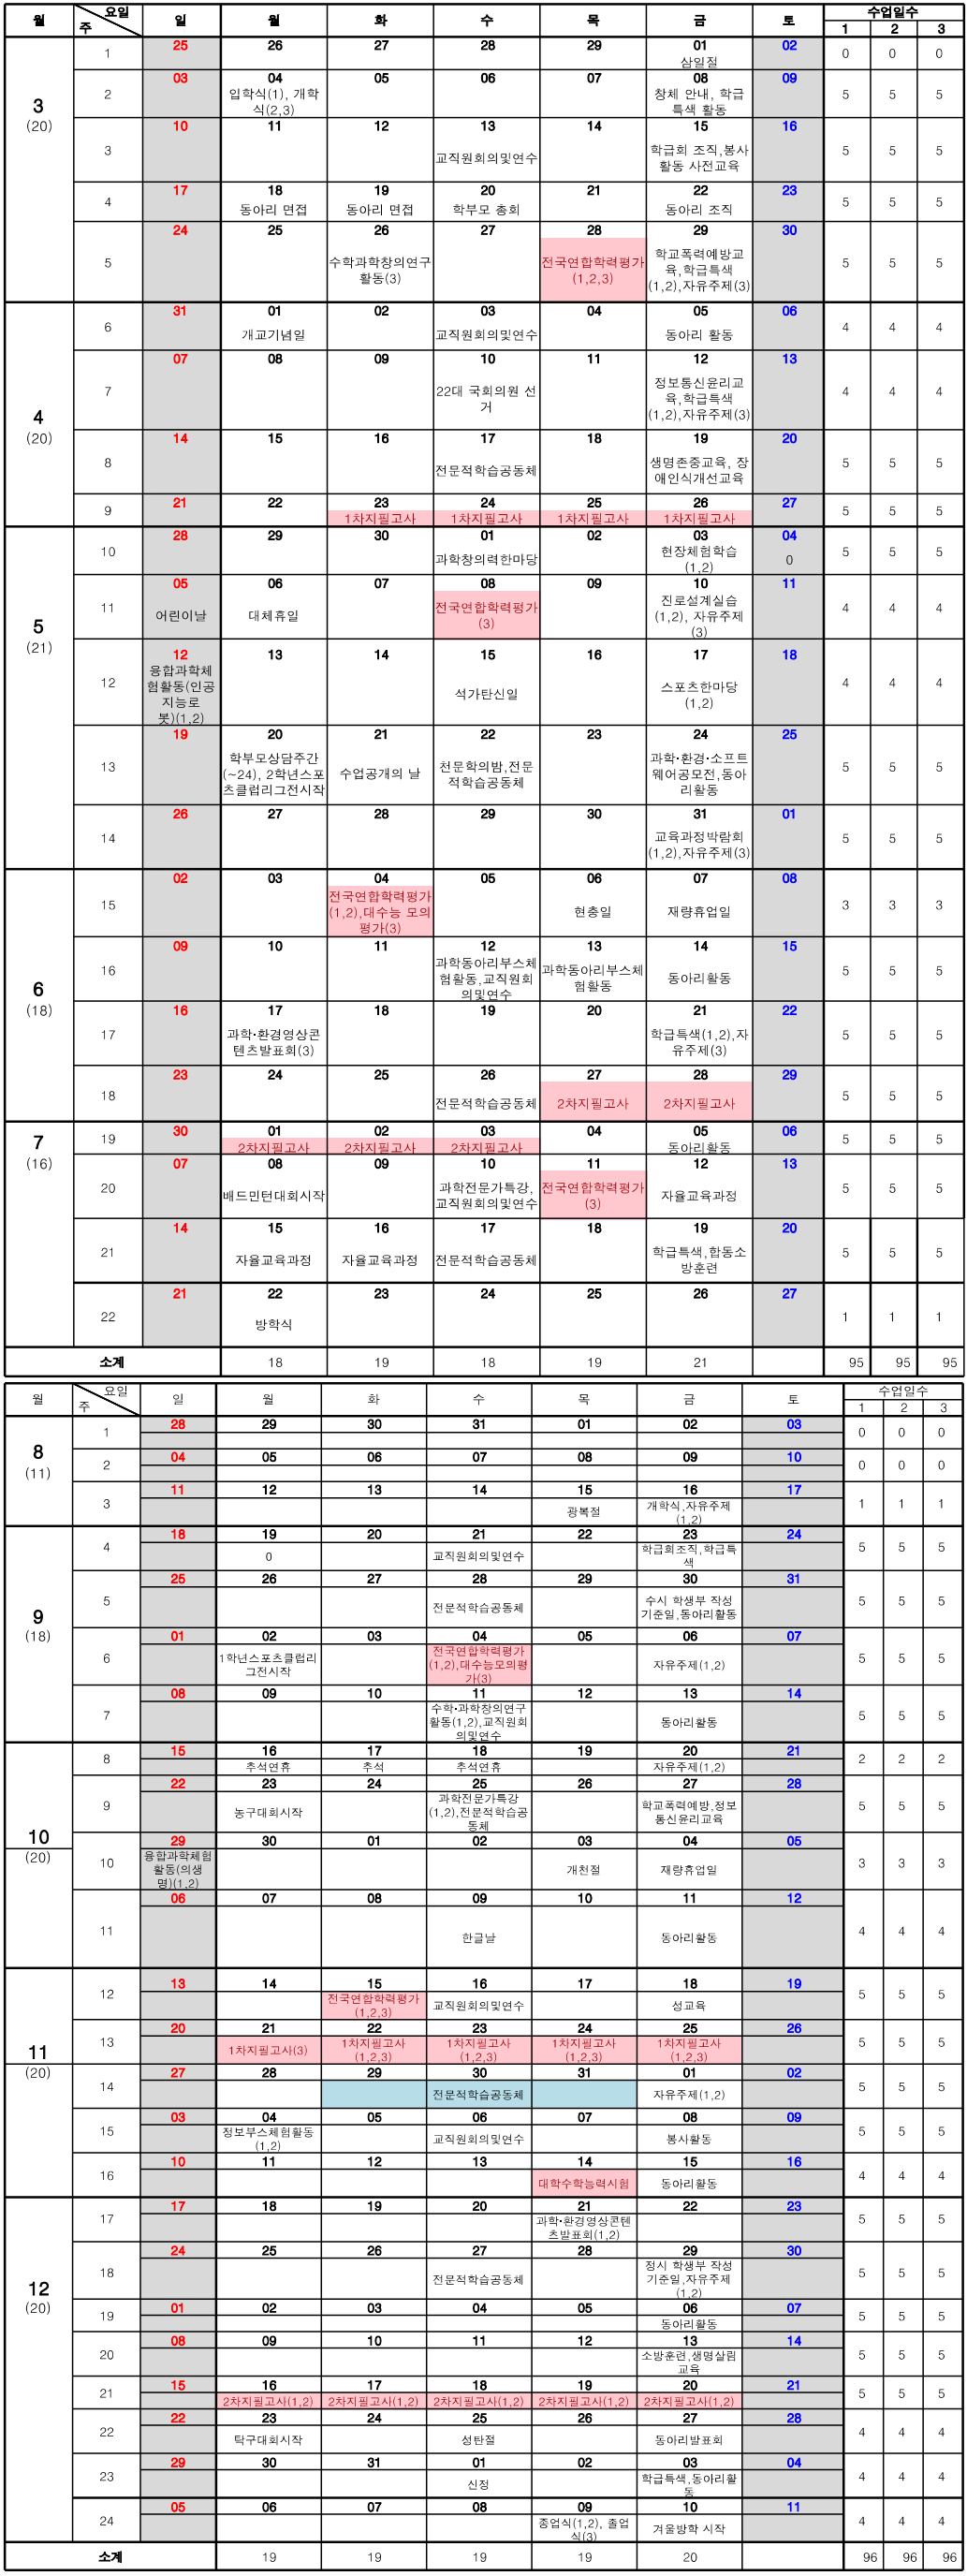 월 요일 주 일 월 화 수 목 금 토 수업일수
1 2 3
3
(20)
1 25 26 27 28 29 01 02 0 0 0
삼일절
2 03 04 05 06 07 08 09 5 5 5
입학식(1), 개학 창체 안내, 학급
식(2,3) 특색 활동
3 10 11 12 13 14 15 16 5 5 5
교직원회의및연수 학급회 조직,봉사
활동 사전교육
4 17 18 19 20 21 22 23 5 5 5
동아리 면접 동아리 면접 학부모 총회 동아리 조직
5 24 25 26 27 28 29 30 5 5 5
수학과학창의연구 전국연합학력평가 학교폭력예방교
활동(3) (1,2,3) 육,학급특색
(1,2),자유주제(3)
4
(20)
6 31 01 02 03 04 05 06 4 4 4
개교기념일 교직원회의및연수 동아리 활동
7 07 08 09 10 11 12 13 4 4 4
22대 국회의원 선 정보통신윤리교
거 육,학급특색
(1,2),자유주제(3)
8 14 15 16 17 18 19 20 5 5 5
전문적학습공동체 생명존중교육, 장
애인식개선교육
9 21 22 23 24 25 26 27 5 5 5
1차지필고사 1차지필고사 1차지필고사 1차지필고사
5
(21)
10 28 29 30 01 02 03 04 5 5 5
과학창의력한마당 현장체험학습 0
(1,2)
11 05 06 07 08 09 10 11 4 4 4
어린이날 대체휴일 전국연합학력평가 진로설계실습
(3) (1,2), 자유주제
(3)
12 12 13 14 15 16 17 18 4 4 4
융합과학체 석가탄신일 스포츠한마당
험활동(인공 (1,2)
지능로
봇)(1,2)
13 19 20 21 22 23 24 25 5 5 5
학부모상담주간 수업공개의 날 천문학의밤,전문 과학•환경•소프트
(~24), 2학년스포 적학습공동체 웨어공모전,동아
츠클럽리그전시작 리활동
14 26 27 28 29 30 31 01 5 5 5
교육과정박람회
(1,2),자유주제(3)
6
(18)
15 02 03 04 05 06 07 08 3 3 3
전국연합학력평가 현충일 재량휴업일
(1,2),대수능 모의
평가(3)
16 09 10 11 12 13 14 15 5 5 5
과학동아리부스체 과학동아리부스체 동아리활동
험활동,교직원회 험활동
의및연수
17 16 17 18 19 20 21 22 5 5 5
과학•환경영상콘 학급특색(1,2),자
텐츠발표회(3) 유주제(3)
18 23 24 25 26 27 28 29 5 5 5
전문적학습공동체 2차지필고사 2차지필고사
7
(16)
19 30 01 02 03 04 05 06 5 5 5
2차지필고사 2차지필고사 2차지필고사 동아리활동
20 07 08 09 10 11 12 13 5 5 5
배드민턴대회시작 과학전문가특강, 전국연합학력평가 자율교육과정
교직원회의및연수 (3)
21 14 15 16 17 18 19 20 5 5 5
자율교육과정 자율교육과정 전문적학습공동체 학급특색,합동소
방훈련
22 21 22 23 24 25 26 27 1 1 1
방학식
소계 18 19 18 19 21 95 95 95
월 요일 주 일 월 화 수 목 금 토 수업일수
1 2 3
8
(11)
1 28 29 30 31 01 02 03 0 0 0
2 04 05 06 07 08 09 10 0 0 0
3 11 12 13 14 15 16 17 1 1 1
광복절 개학식,자유주제
(1,2)
9
(18)
4 18 19 20 21 22 23 24 5 5 5
0 교직원회의및연수 학급회조직,학급특
색
5 25 26 27 28 29 30 31 5 5 5
전문적학습공동체 수시 학생부 작성
기준일,동아리활동
6 01 02 03 04 05 06 07 5 5 5
1학년스포츠클럽리 전국연합학력평가 자유주제(1,2)
그전시작 (1,2),대수능모의평
가(3)
7 08 09 10 11 12 13 14 5 5 5
수학•과학창의연구 동아리활동
활동(1,2),교직원회
의및연수
10
(20)
8 15 16 17 18 19 20 21 2 2 2
추석연휴 추석 추석연휴 자유주제(1,2)
9 22 23 24 25 26 27 28 5 5 5
농구대회시작 과학전문가특강 학교폭력예방,정보
(1,2),전문적학습공 통신윤리교육
동체
10 29 30 01 02 03 04 05 3 3 3
융합과학체험 개천절 재량휴업일
활동(의생
명)(1,2)
11 06 07 08 09 10 11 12 4 4 4
한글날 동아리활동
11
(20)
12 13 14 15 16 17 18 19 5 5 5
전국연합학력평가 교직원회의및연수 성교육
(1,2,3)
13 20 21 22 23 24 25 26 5 5 5
1차지필고사(3) 1차지필고사 1차지필고사 1차지필고사 1차지필고사
(1,2,3) (1,2,3) (1,2,3) (1,2,3)
14 27 28 29 30 31 01 02 5 5 5
전문적학습공동체 자유주제(1,2)
15 03 04 05 06 07 08 09 5 5 5
정보부스체험활동 교직원회의및연수 봉사활동
(1,2)
16 10 11 12 13 14 15 16 4 4 4
대학수학능력시험 동아리활동
12
(20)
17 17 18 19 20 21 22 23 5 5 5
과학•환경영상콘텐
츠발표회(1,2)
18 24 25 26 27 28 29 30 5 5 5
전문적학습공동체 정시 학생부 작성
기준일,자유주제
(1,2)
19 01 02 03 04 05 06 07 5 5 5
동아리활동
20 08 09 10 11 12 13 14 5 5 5
소방훈련,생명살림
교육
21 15 16 17 18 19 20 21 5 5 5
2차지필고사(1,2) 2차지필고사(1,2) 2차지필고사(1,2) 2차지필고사(1,2) 2차지필고사(1,2)
22 22 23 24 25 26 27 28 4 4 4
탁구대회시작 성탄절 동아리발표회
23 29 30 31 01 02 03 04 4 4 4
신정 학급특색,동아리활
동
24 05 06 07 08 09 10 11 4 4 4
종업식(1,2), 졸업 겨울방학 시작
식(3)
소계 19 19 19 19 20 96 96 96